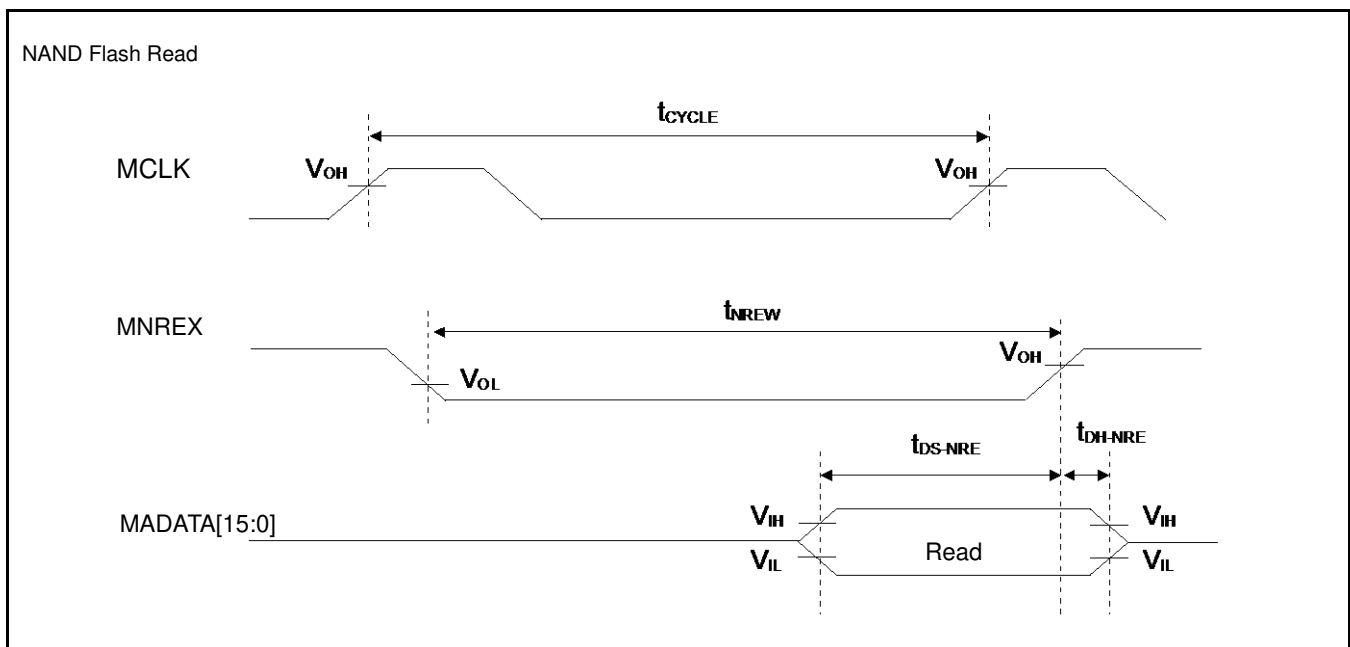 NAND Flash Read
tCYCLE
MCLK
VOH
VOH
tNREW
MNREX
VOH
VOL
tDS-NRE
tDH-NRE
MADATA[15:0]
VIH
VIH
Read
VIL
VIL